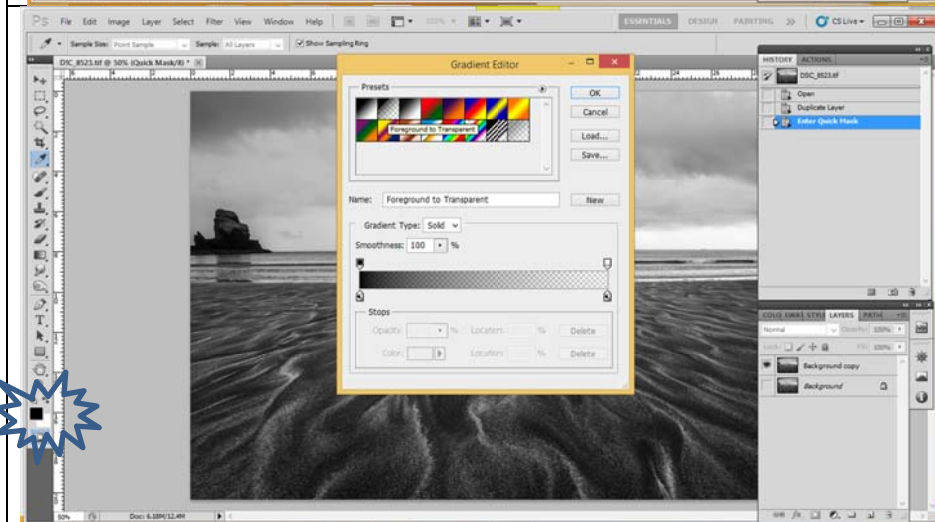 Ps File Edit Image Layer Select Filter View Window Help ESSENTIALS DESIGN PAINTING >> CS Live
Sample Size: Point Sample Sample: All Layers Show Sampling Ring
DSC_8523.tif @ 50% (Quick Mask/8) *
Gradient Editor
Presets
OK
Cancel
Load...
Save...
Foreground to Transparent
Name: Foreground to Transparent New
Gradient Type: Solid
Smoothness: 100 %
Stops
Opacity: % Location: % Delete
Color: Location: % Delete
HISTORY ACTIONS
DSC_8523.tif
Open
Duplicate Layer
Enter Quick Mask
LAYERS
Normal Opacity: 100%
Lock: Fill: 100%
Background copy
Background
50% Doc: 6.18M/12.4M